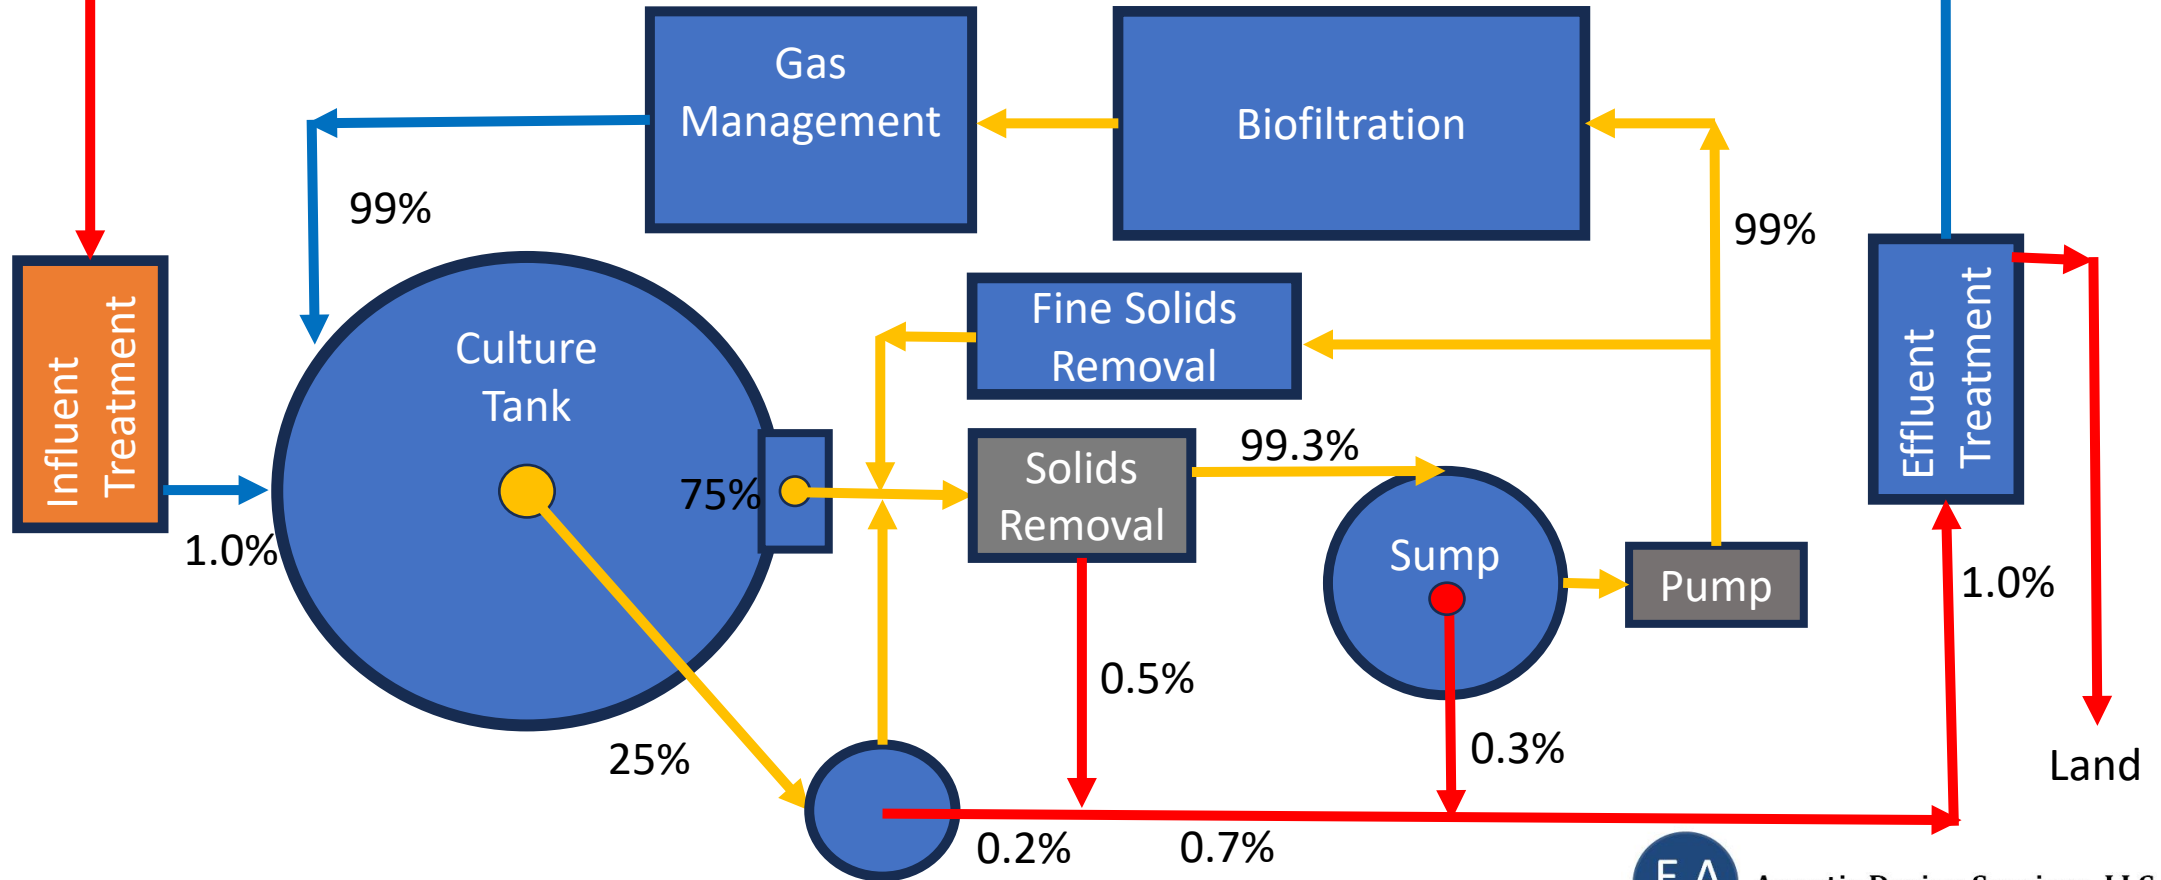 Gas
Management
Biofiltration
99%
99%
Influent
Treatment
Culture
Tank
Fine Solids
Removal
Effluent
Treatment
75%
Solids
Removal
99.3%
1.0%
Sump
Pump
1.0%
0.5%
25%
0.3%
Land
0.2%
0.7%